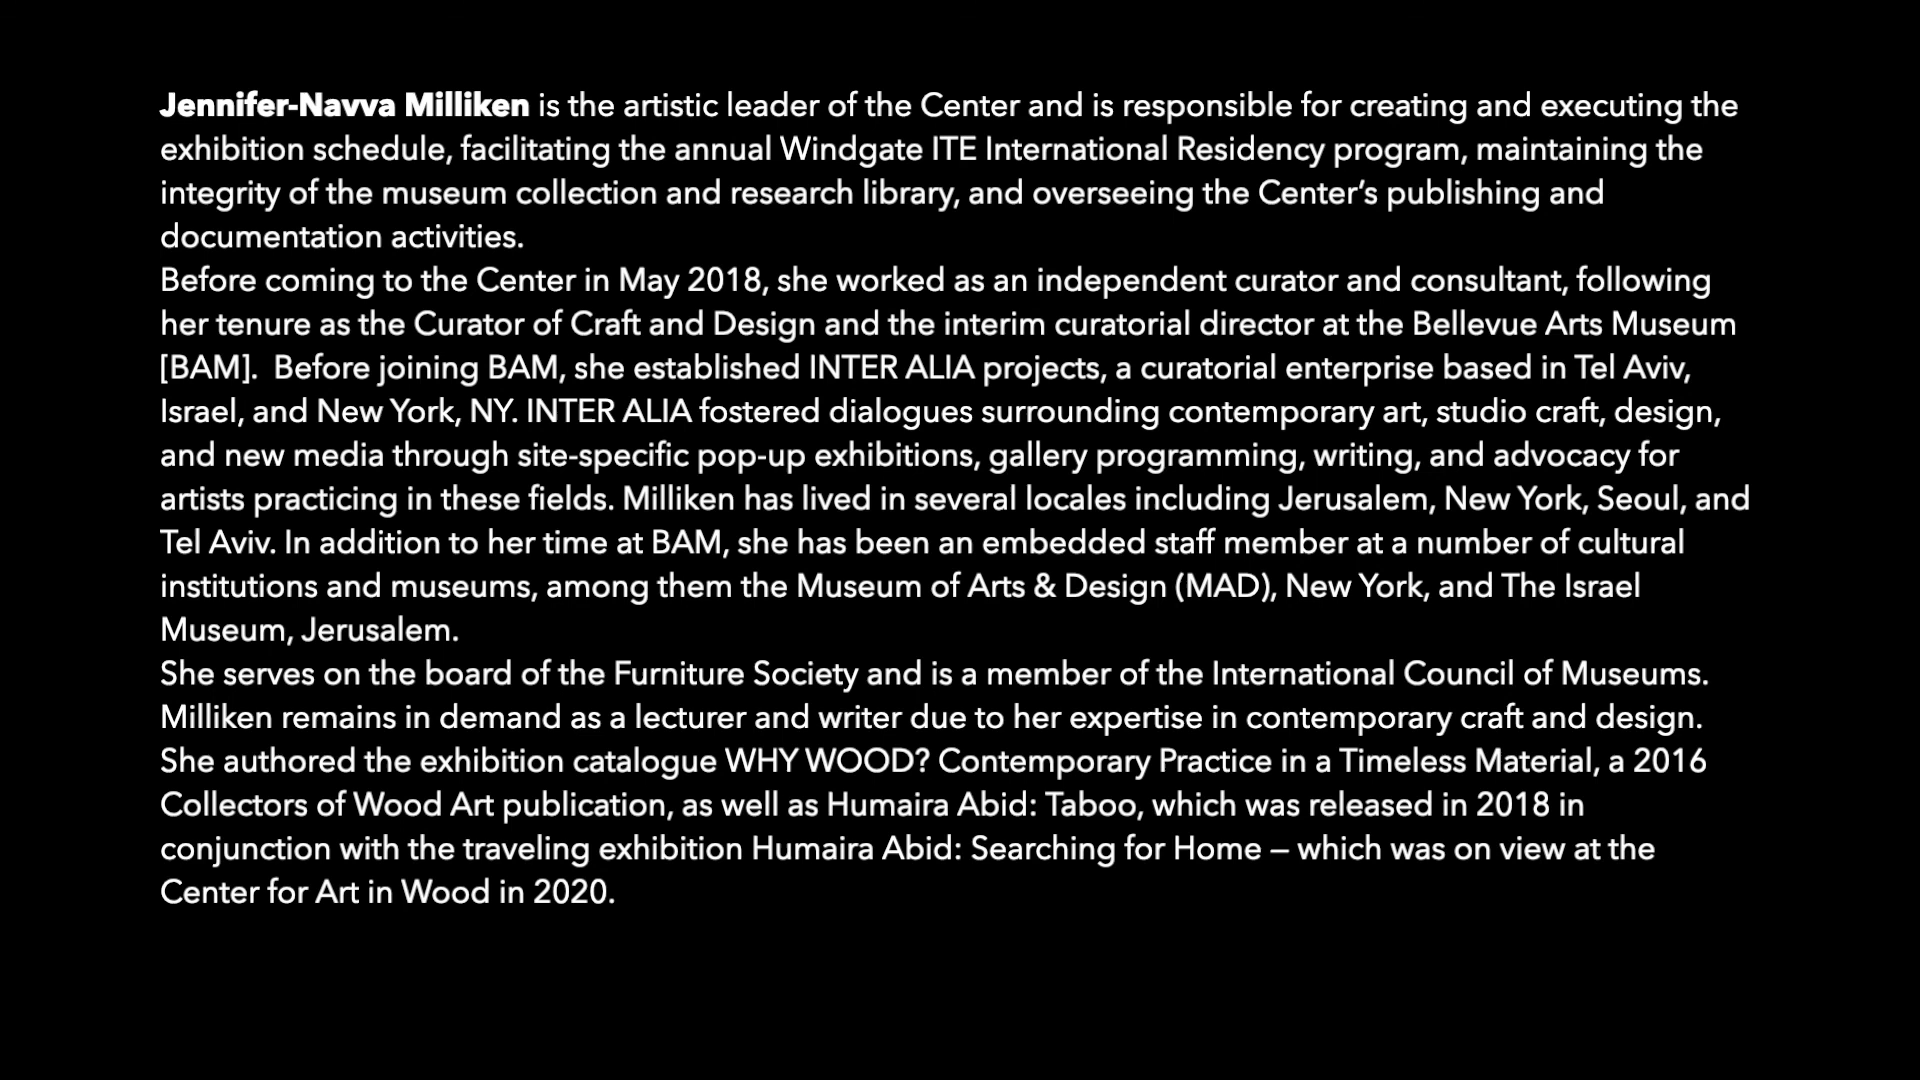 Jennifer-Navva Milliken is the artistic leader of the Center and is responsible for creating and executing the
exhibition schedule, facilitating the annual Windgate ITE International Residency program, maintaining the
integrity of the museum collection and research library, and overseeing the Center’s publishing and
documentation activities.
Before coming to the Center in May 2018, she worked as an independent curator and consultant, following
her tenure as the Curator of Craft and Design and the interim curatorial director at the Bellevue Arts Museum
[BAM].  Before joining BAM, she established INTER ALIA projects, a curatorial enterprise based in Tel Aviv,
Israel, and New York, NY. INTER ALIA fostered dialogues surrounding contemporary art, studio craft, design,
and new media through site-specific pop-up exhibitions, gallery programming, writing, and advocacy for
artists practicing in these fields. Milliken has lived in several locales including Jerusalem, New York, Seoul, and
Tel Aviv. In addition to her time at BAM, she has been an embedded staff member at a number of cultural
institutions and museums, among them the Museum of Arts & Design (MAD), New York, and The Israel
Museum, Jerusalem.
She serves on the board of the Furniture Society and is a member of the International Council of Museums.
Milliken remains in demand as a lecturer and writer due to her expertise in contemporary craft and design.
She authored the exhibition catalogue WHY WOOD? Contemporary Practice in a Timeless Material, a 2016
Collectors of Wood Art publication, as well as Humaira Abid: Taboo, which was released in 2018 in
conjunction with the traveling exhibition Humaira Abid: Searching for Home – which was on view at the
Center for Art in Wood in 2020.